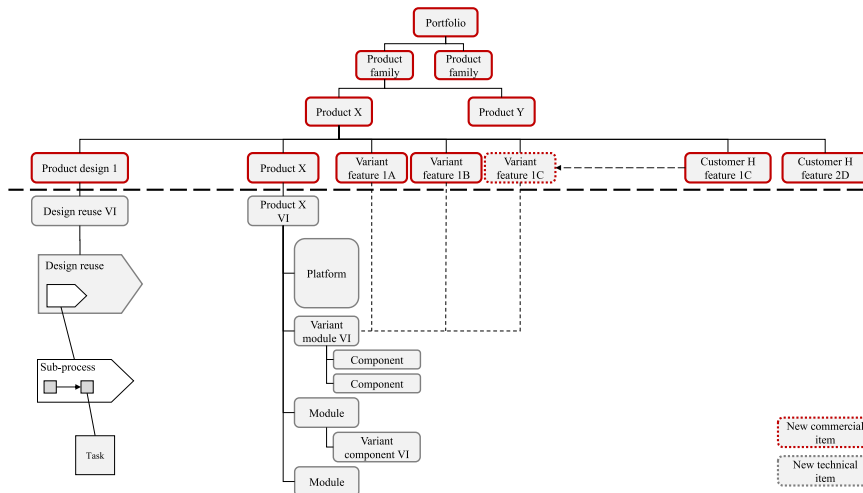 Portfolio
Product
family
Product
family
Product X
Product Y
Product design 1
Product X
Variant
feature 1A
Variant
feature 1B
Variant
feature 1C
Customer H
feature 1C
Customer H
feature 2D
Design reuse VI
Product X
VI
Design reuse
Platform
Variant
module VI
Sub-process
Component
Component
Module
Variant
component VI
Task
Module
New commercial
item
New technical
item